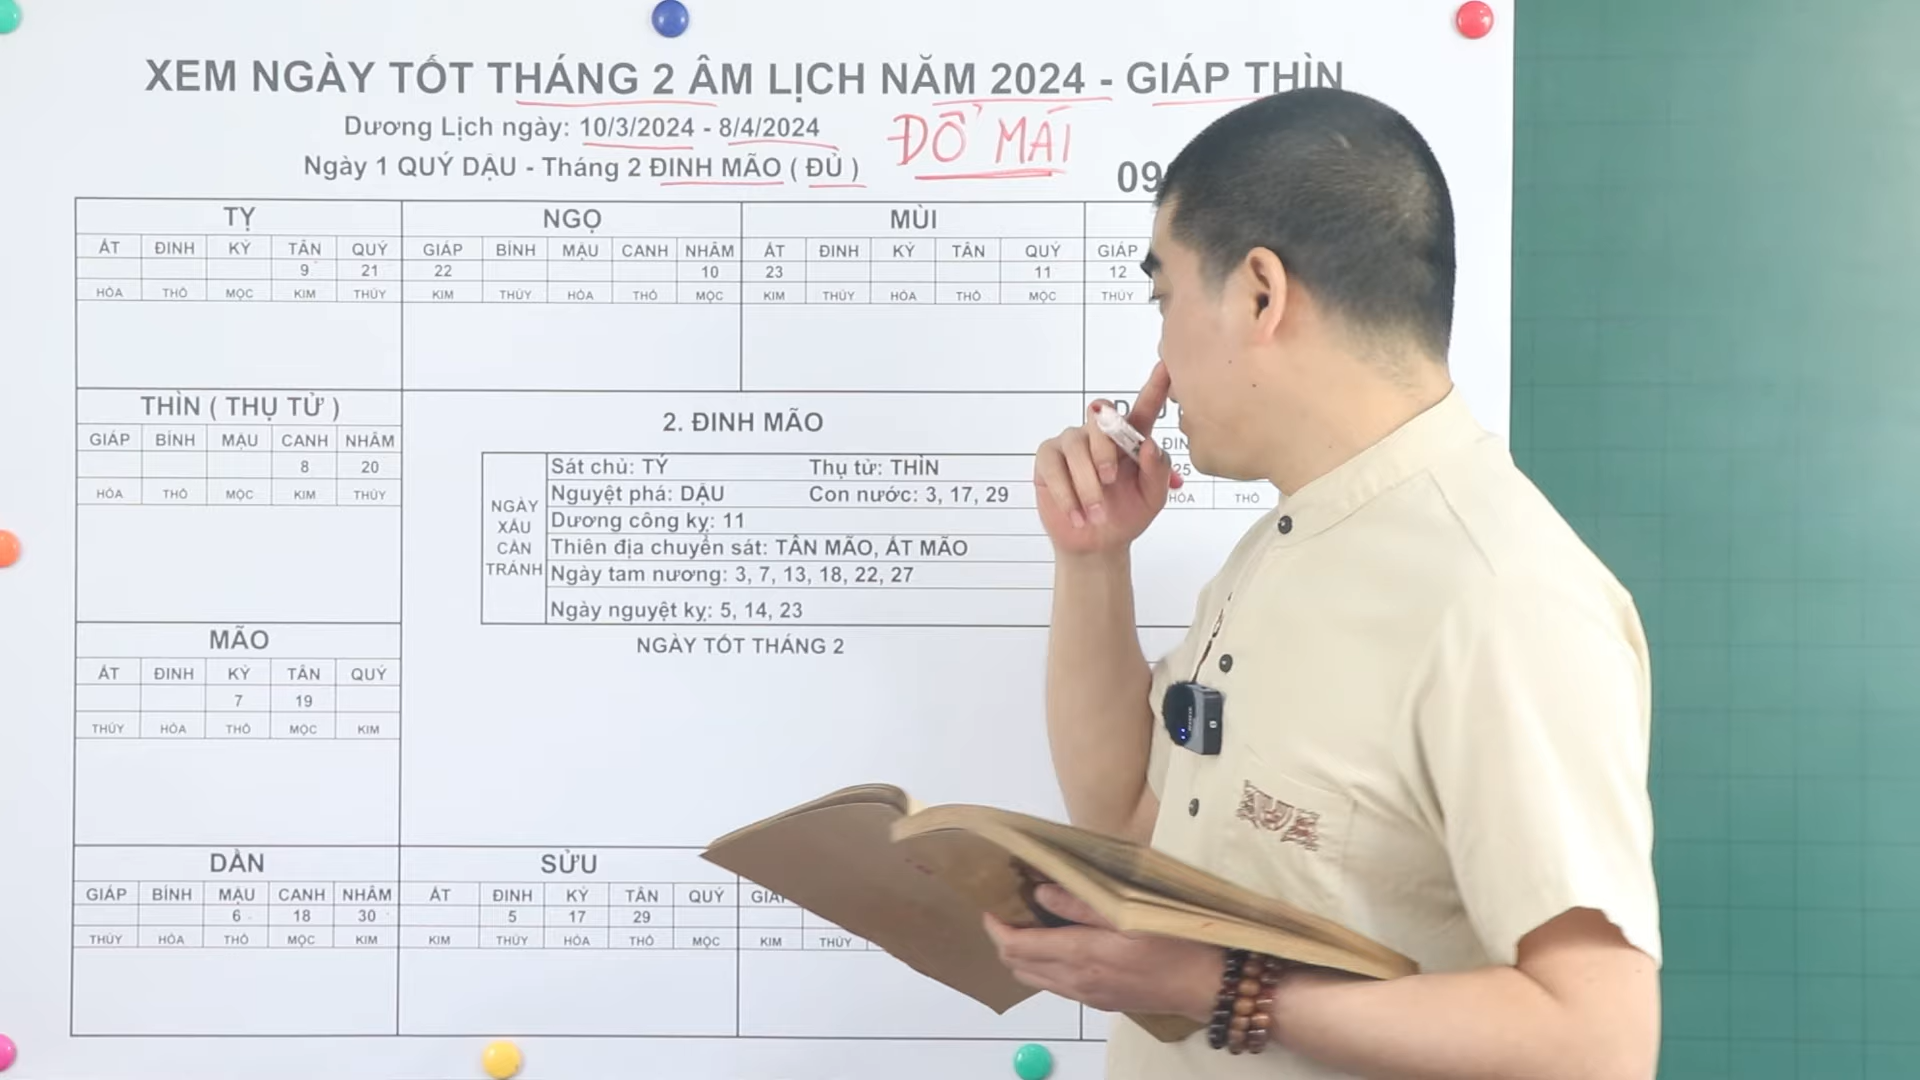 XEM NGÀY TỐT THÁNG 2 ÂM LỊCH NĂM 2024 - GIÁP THÌN
Dương Lịch ngày: 10/3/2024 - 8/4/2024
ĐỔ MÁI
Ngày 1 QUÝ DẬU - Tháng 2 ĐINH MÃO ( ĐỦ )
09
TỴ NGỌ MÙI
ẤT ĐINH KỶ TÂN QUÝ GIÁP BÍNH MẬU CANH NHÂM ẤT ĐINH KỶ TÂN QUÝ GIÁP
9 21 22 10 23 11 12
HỎA THỔ MỘC KIM THỦY KIM THỦY HỎA THỔ MỘC KIM THỦY HỎA THỔ MỘC THỦY
THÌN ( THỤ TỬ )
GIÁP BÍNH MẬU CANH NHÂM
8 20
HỎA THỔ MỘC KIM THỦY
2. ĐINH MÃO
NGÀY XẤU CẦN TRÁNH
Sát chủ: TÝ Thụ tử: THÌN
Nguyệt phá: DẬU Con nước: 3, 17, 29
Dương công kỵ: 11
Thiên địa chuyển sát: TÂN MÃO, ẤT MÃO
Ngày tam nương: 3, 7, 13, 18, 22, 27
Ngày nguyệt kỵ: 5, 14, 23
25
HỎA THỔ
NGÀY TỐT THÁNG 2
MÃO
ẤT ĐINH KỶ TÂN QUÝ
7 19
THỦY HỎA THỔ MỘC KIM
DẦN SỬU
GIÁP BÍNH MẬU CANH NHÂM ẤT ĐINH KỶ TÂN QUÝ
6 18 30 5 17 29
THỦY HỎA THỔ MỘC KIM KIM THỦY HỎA THỔ MỘC KIM THỦY